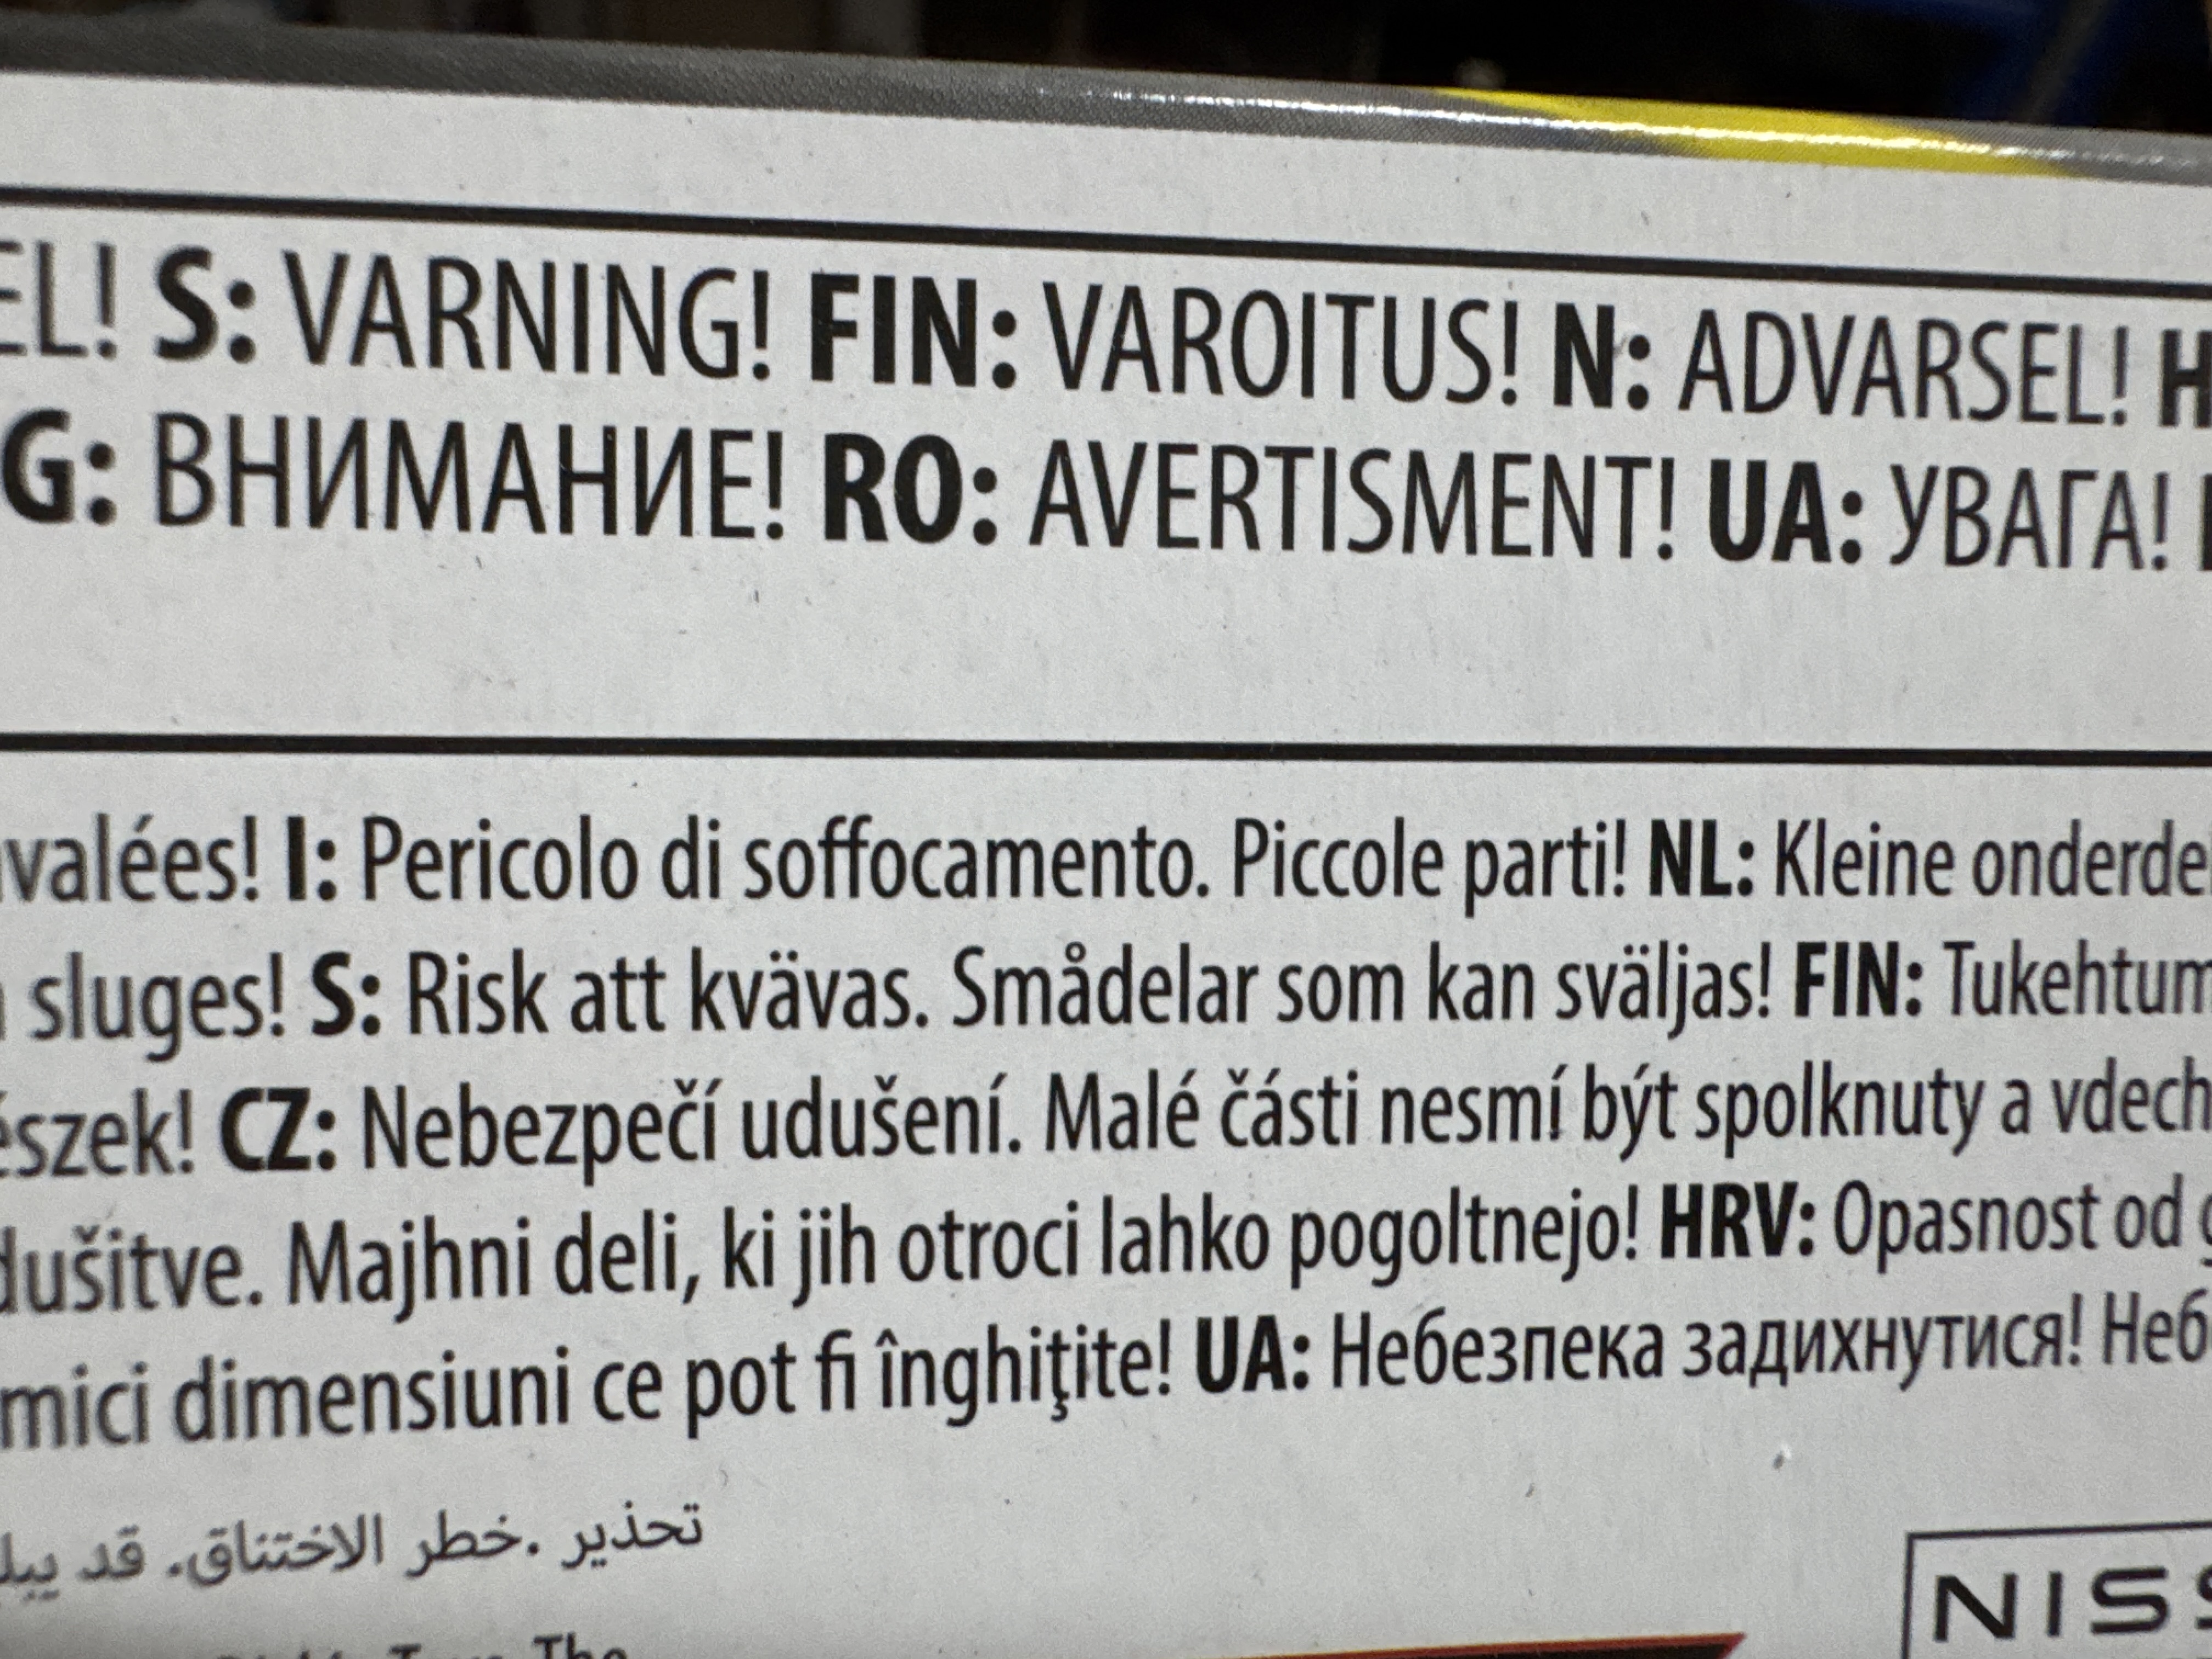 EL! S: VARNING! FIN: VAROITUS! N: ADVARSEL! H
G: ВНИМАНИЕ! RO: AVERTISMENT! UA: УВАГА!
valées! I: Pericolo di soffocamento. Piccole parti! NL: Kleine onderde
sluges! S: Risk att kvävas. Smådelar som kan sväljas! FIN: Tukehtum
észek! CZ: Nebezpečí udušení. Malé části nesmí být spolknuty a vdech
dušitve. Majhni deli, ki jih otroci lahko pogoltnejo! HRV: Opasnost od
mici dimensiuni ce pot fi înghiţite! UA: Небезпека задихнутися! Неб
تحذير .خطر الاختناق. قد يبل
NISS